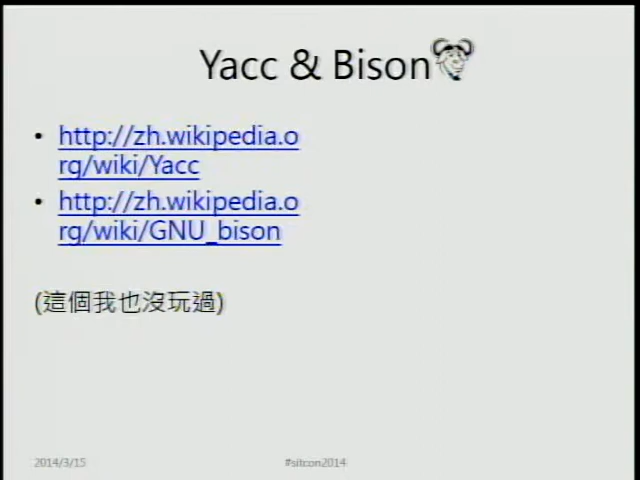 Yacc & Bison
• http://zh.wikipedia.o
rg/wiki/Yacc
• http://zh.wikipedia.o
rg/wiki/GNU_bison
(這個我也沒玩過)
2014/3/15
#sitcon2014